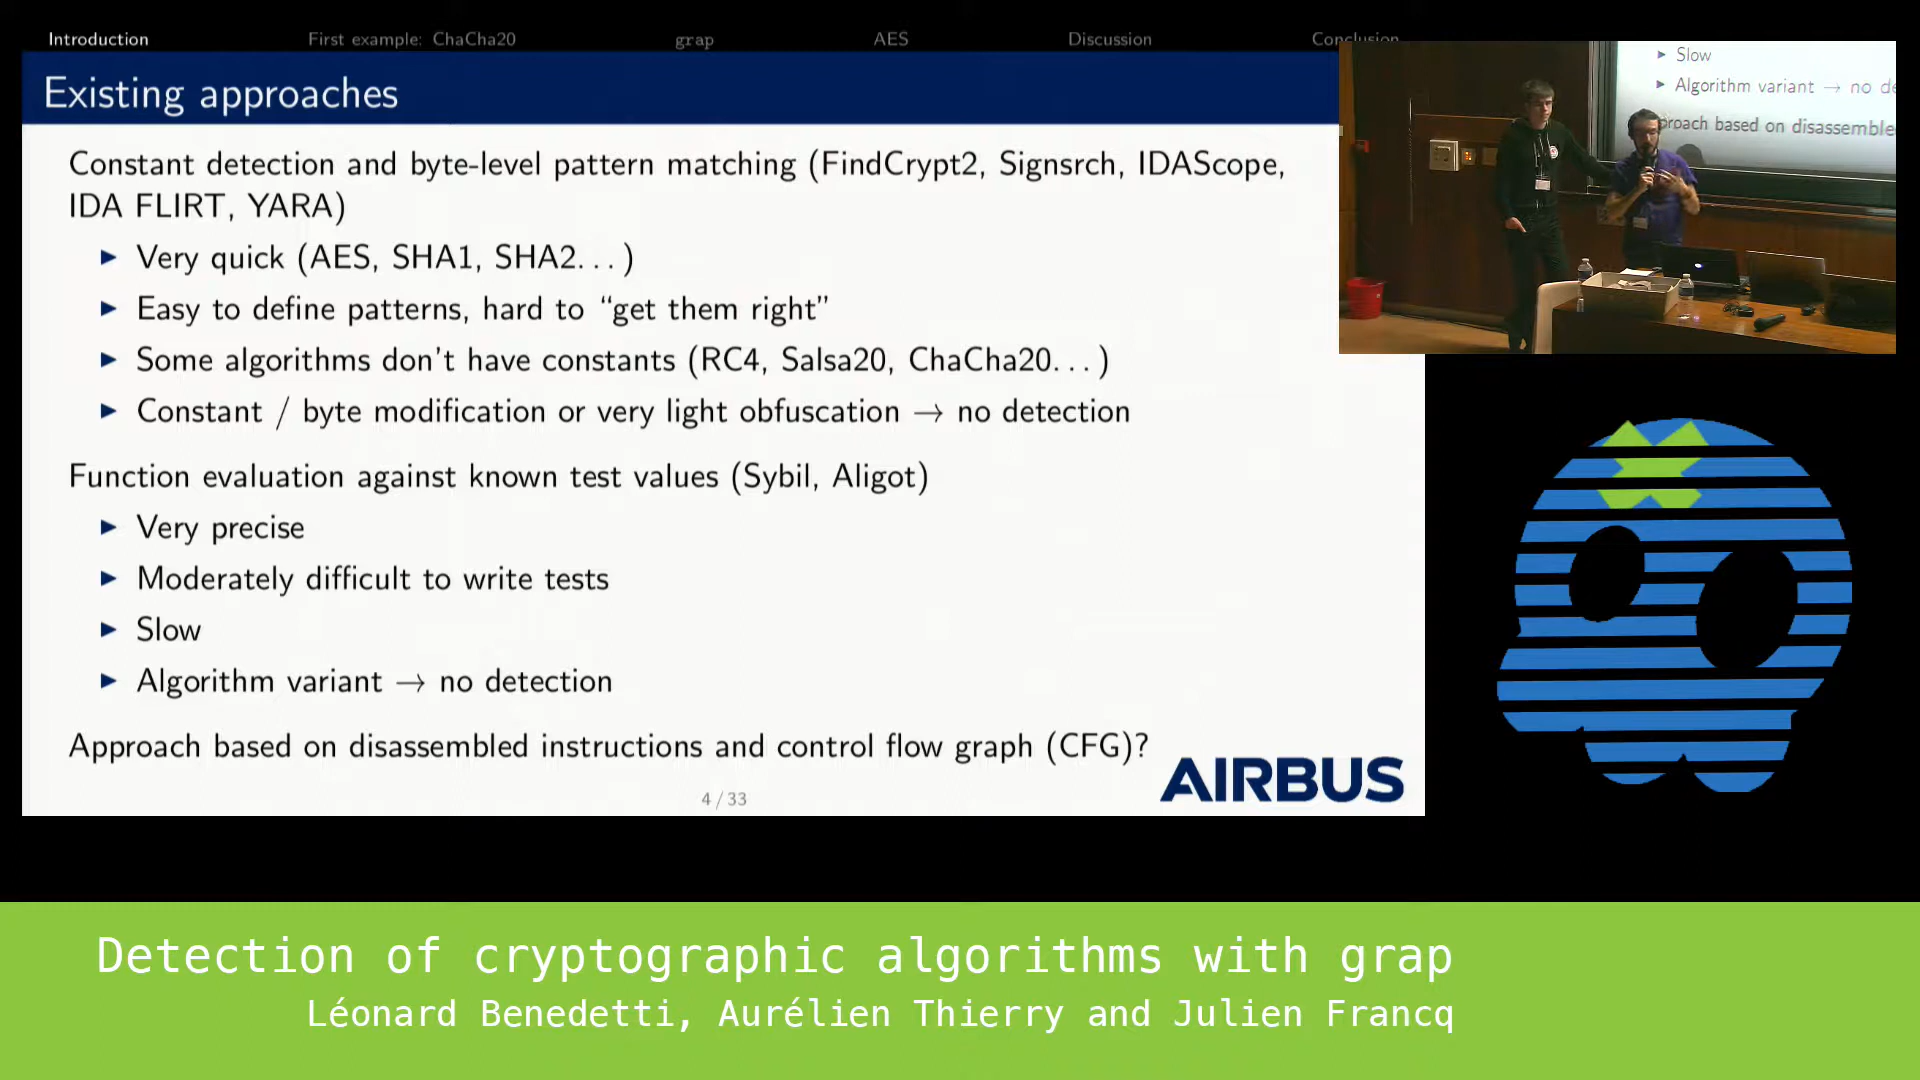 Introduction First example: ChaCha20 grap AES Discussion Conclusion
Existing approaches
Constant detection and byte-level pattern matching (FindCrypt2, Signsrch, IDAScope,
IDA FLIRT, YARA)
Very quick (AES, SHA1, SHA2...)
Easy to define patterns, hard to “get them right”
Some algorithms don't have constants (RC4, Salsa20, ChaCha20...)
Constant / byte modification or very light obfuscation → no detection
Function evaluation against known test values (Sybil, Aligot)
Very precise
Moderately difficult to write tests
Slow
Algorithm variant → no detection
Approach based on disassembled instructions and control flow graph (CFG)?
AIRBUS
4 / 33
Slow
Algorithm variant → no
based on
Detection of cryptographic algorithms with grap
Léonard Benedetti, Aurélien Thierry and Julien Francq